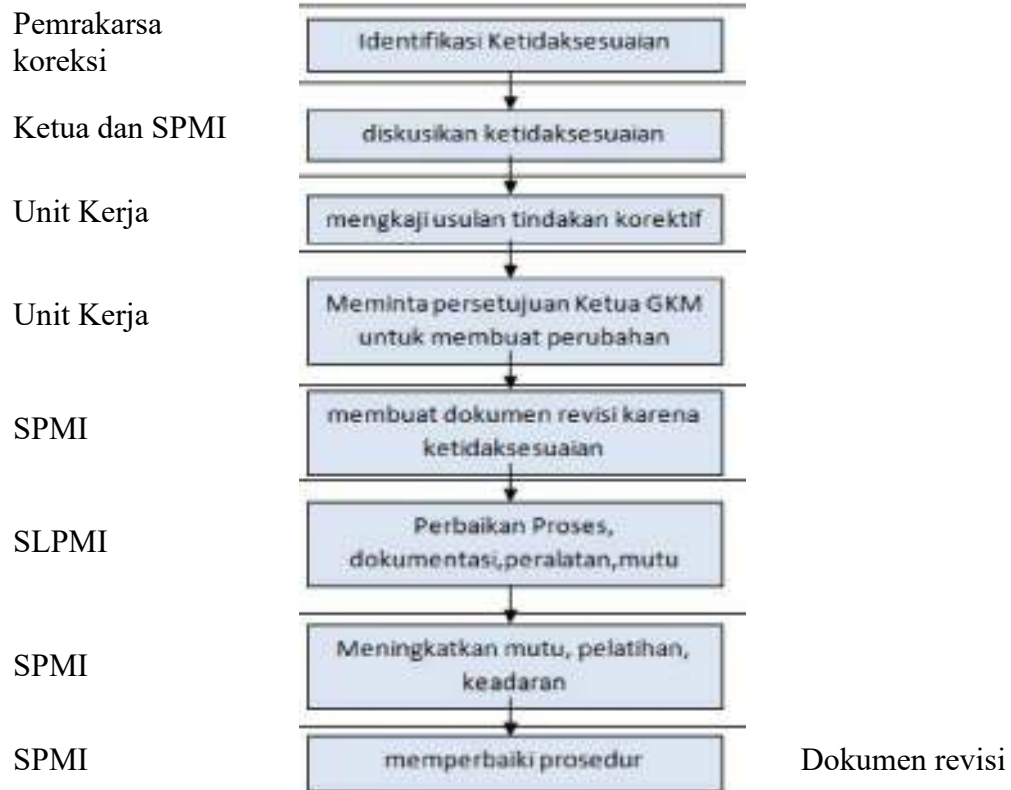 Pemrakarsa
koreksi
Identifikasi Ketidaksesuaian
Ketua dan SPMI
diskusikan ketidaksesuaian
Unit Kerja
mengkaji usulan tindakan korektif
Unit Kerja
Meminta persetujuan Ketua GKM
untuk membuat perubahan
SPMI
membuat dokumen revisi karena
ketidaksesuaian
SLPMI
Perbaikan Proses,
dokumentasi,peralatan,mutu
SPMI
Meningkatkan mutu, pelatihan,
keadaran
SPMI
memperbaiki prosedur
Dokumen revisi